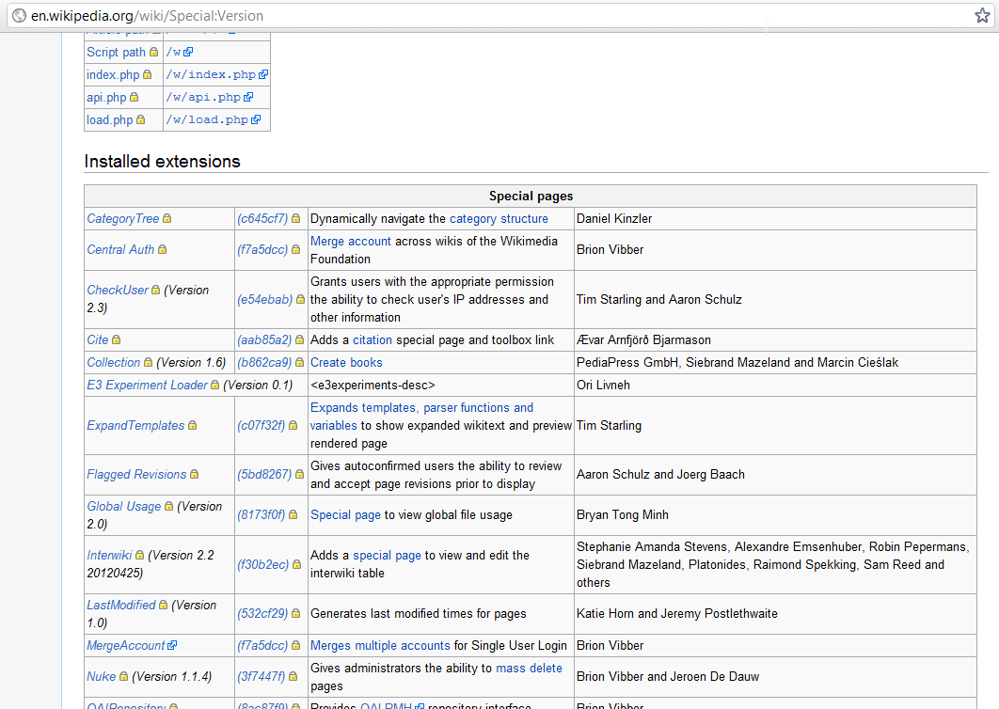 en.wikipedia.org/wiki/Special:Version
Script path /w
index.php /w/index.php
api.php /w/api.php
load.php /w/load.php
Installed extensions
Special pages
CategoryTree (c645cf7) Dynamically navigate the category structure Daniel Kinzler
Central Auth (f7a5dcc) Merge account across wikis of the Wikimedia
Foundation Brion Vibber
CheckUser (Version
2.3) (e54ebab) Grants users with the appropriate permission
the ability to check user's IP addresses and
other information Tim Starling and Aaron Schulz
Cite (aab85a2) Adds a citation special page and toolbox link Ævar Arnfjörð Bjarmason
Collection (Version 1.6) (b862ca9) Create books PediaPress GmbH, Siebrand Mazeland and Marcin Cieślak
E3 Experiment Loader (Version 0.1) <e3experiments-desc> Ori Livneh
ExpandTemplates (c07f32f) Expands templates, parser functions and
variables to show expanded wikitext and preview
rendered page Tim Starling
Flagged Revisions (5bd8267) Gives autoconfirmed users the ability to review
and accept page revisions prior to display Aaron Schulz and Joerg Baach
Global Usage (Version
2.0) (8173f0f) Special page to view global file usage Bryan Tong Minh
Interwiki (Version 2.2
20120425) (f30b2ec) Adds a special page to view and edit the
interwiki table Stephanie Amanda Stevens, Alexandre Emsenhuber, Robin Pepermans,
Siebrand Mazeland, Platonides, Raimond Spekking, Sam Reed and
others
LastModified (Version
1.0) (532cf29) Generates last modified times for pages Katie Horn and Jeremy Postlethwaite
MergeAccount (f7a5dcc) Merges multiple accounts for Single User Login Brion Vibber
Nuke (Version 1.1.4) (3f7447f) Gives administrators the ability to mass delete
pages Brion Vibber and Jeroen De Dauw
OAIRepository (8ac87f9) Provides OAI-PMH repository interface Brion Vibber